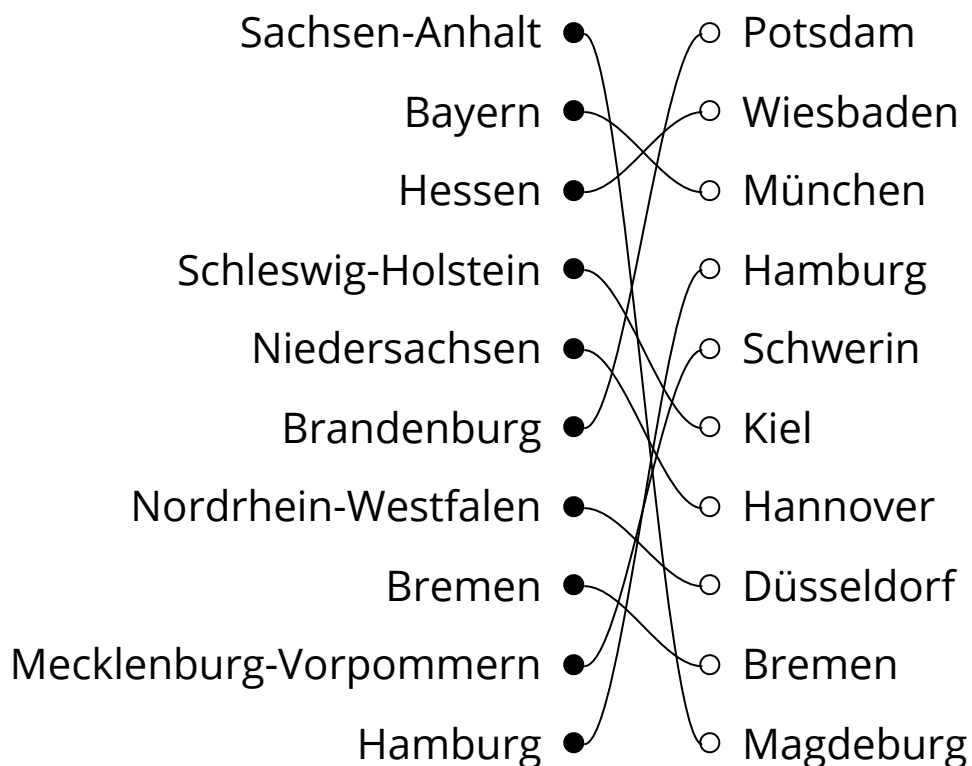 Sachsen-Anhalt Potsdam
Bayern Wiesbaden
Hessen München
Schleswig-Holstein Hamburg
Niedersachsen Schwerin
Brandenburg Kiel
Nordrhein-Westfalen Hannover
Bremen Düsseldorf
Mecklenburg-Vorpommern Bremen
Hamburg Magdeburg